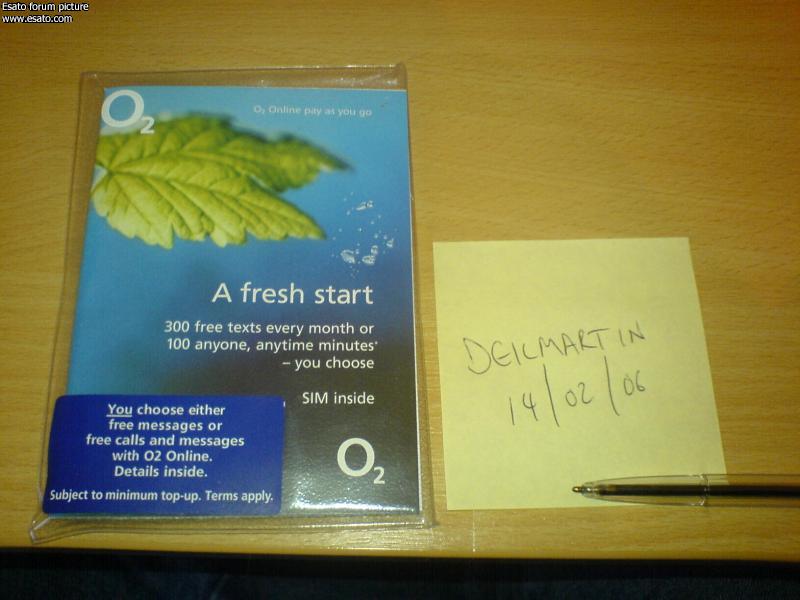 Esato forum picture
www.esato.com
O2
O2 Online pay as you go
A fresh start
300 free texts every month or
100 anyone, anytime minutes*
– you choose
SIM inside
You choose either
free messages or
free calls and messages
with O2 Online.
Details inside.
Subject to minimum top-up. Terms apply.
O2
DEILMARTIN
14/02/06